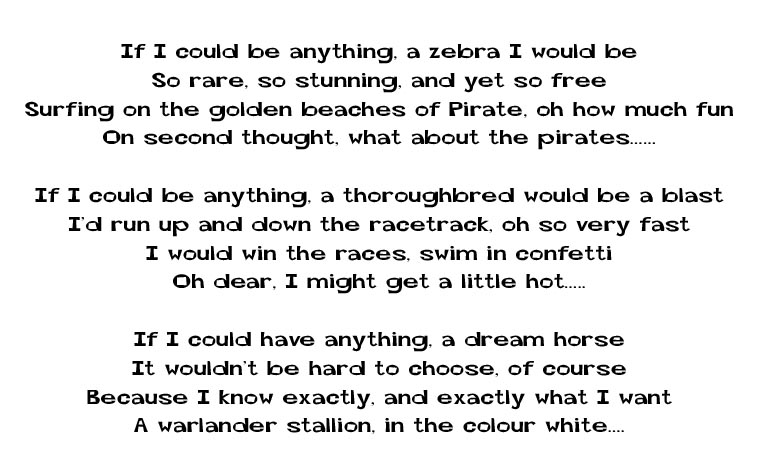 If I could be anything, a zebra I would be
So rare, so stunning, and yet so free
Surfing on the golden beaches of Pirate, oh how much fun
On second thought, what about the pirates......
If I could be anything, a thoroughbred would be a blast
I'd run up and down the racetrack, oh so very fast
I would win the races, swim in confetti
Oh dear, I might get a little hot.....
If I could have anything, a dream horse
It wouldn't be hard to choose, of course
Because I know exactly, and exactly what I want
A warlander stallion, in the colour white....